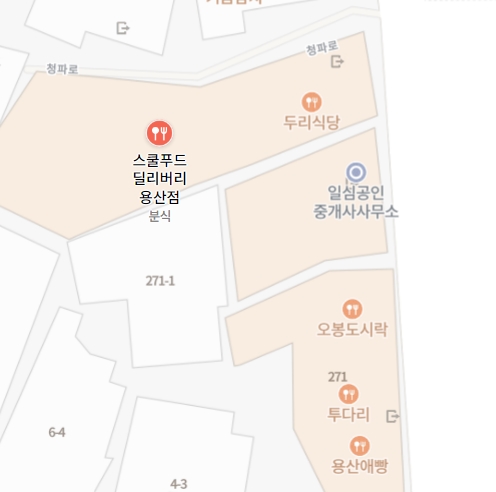 청파로
청파로
두리식당
스쿨푸드
딜리버리
용산점
분식
일섬공인
중개사사무소
271-1
오봉도시락
271
투다리
6-4
용산애빵
4-3